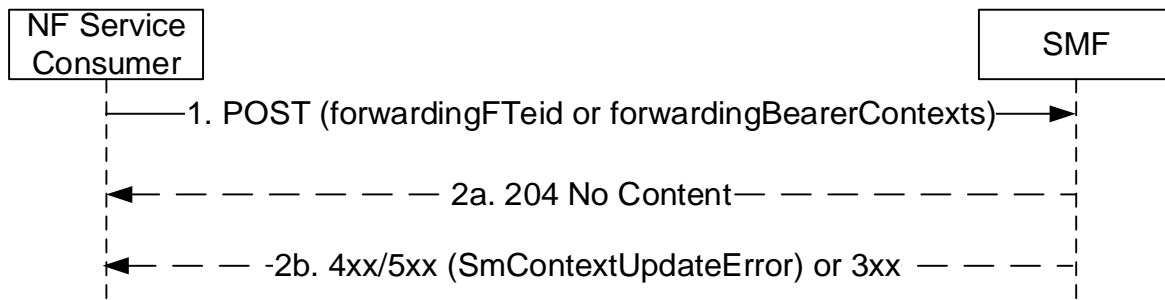 NF Service
Consumer
SMF
1. POST (forwardingFTeid or forwardingBearerContexts)
2a. 204 No Content
2b. 4xx/5xx (SmContextUpdateError) or 3xx